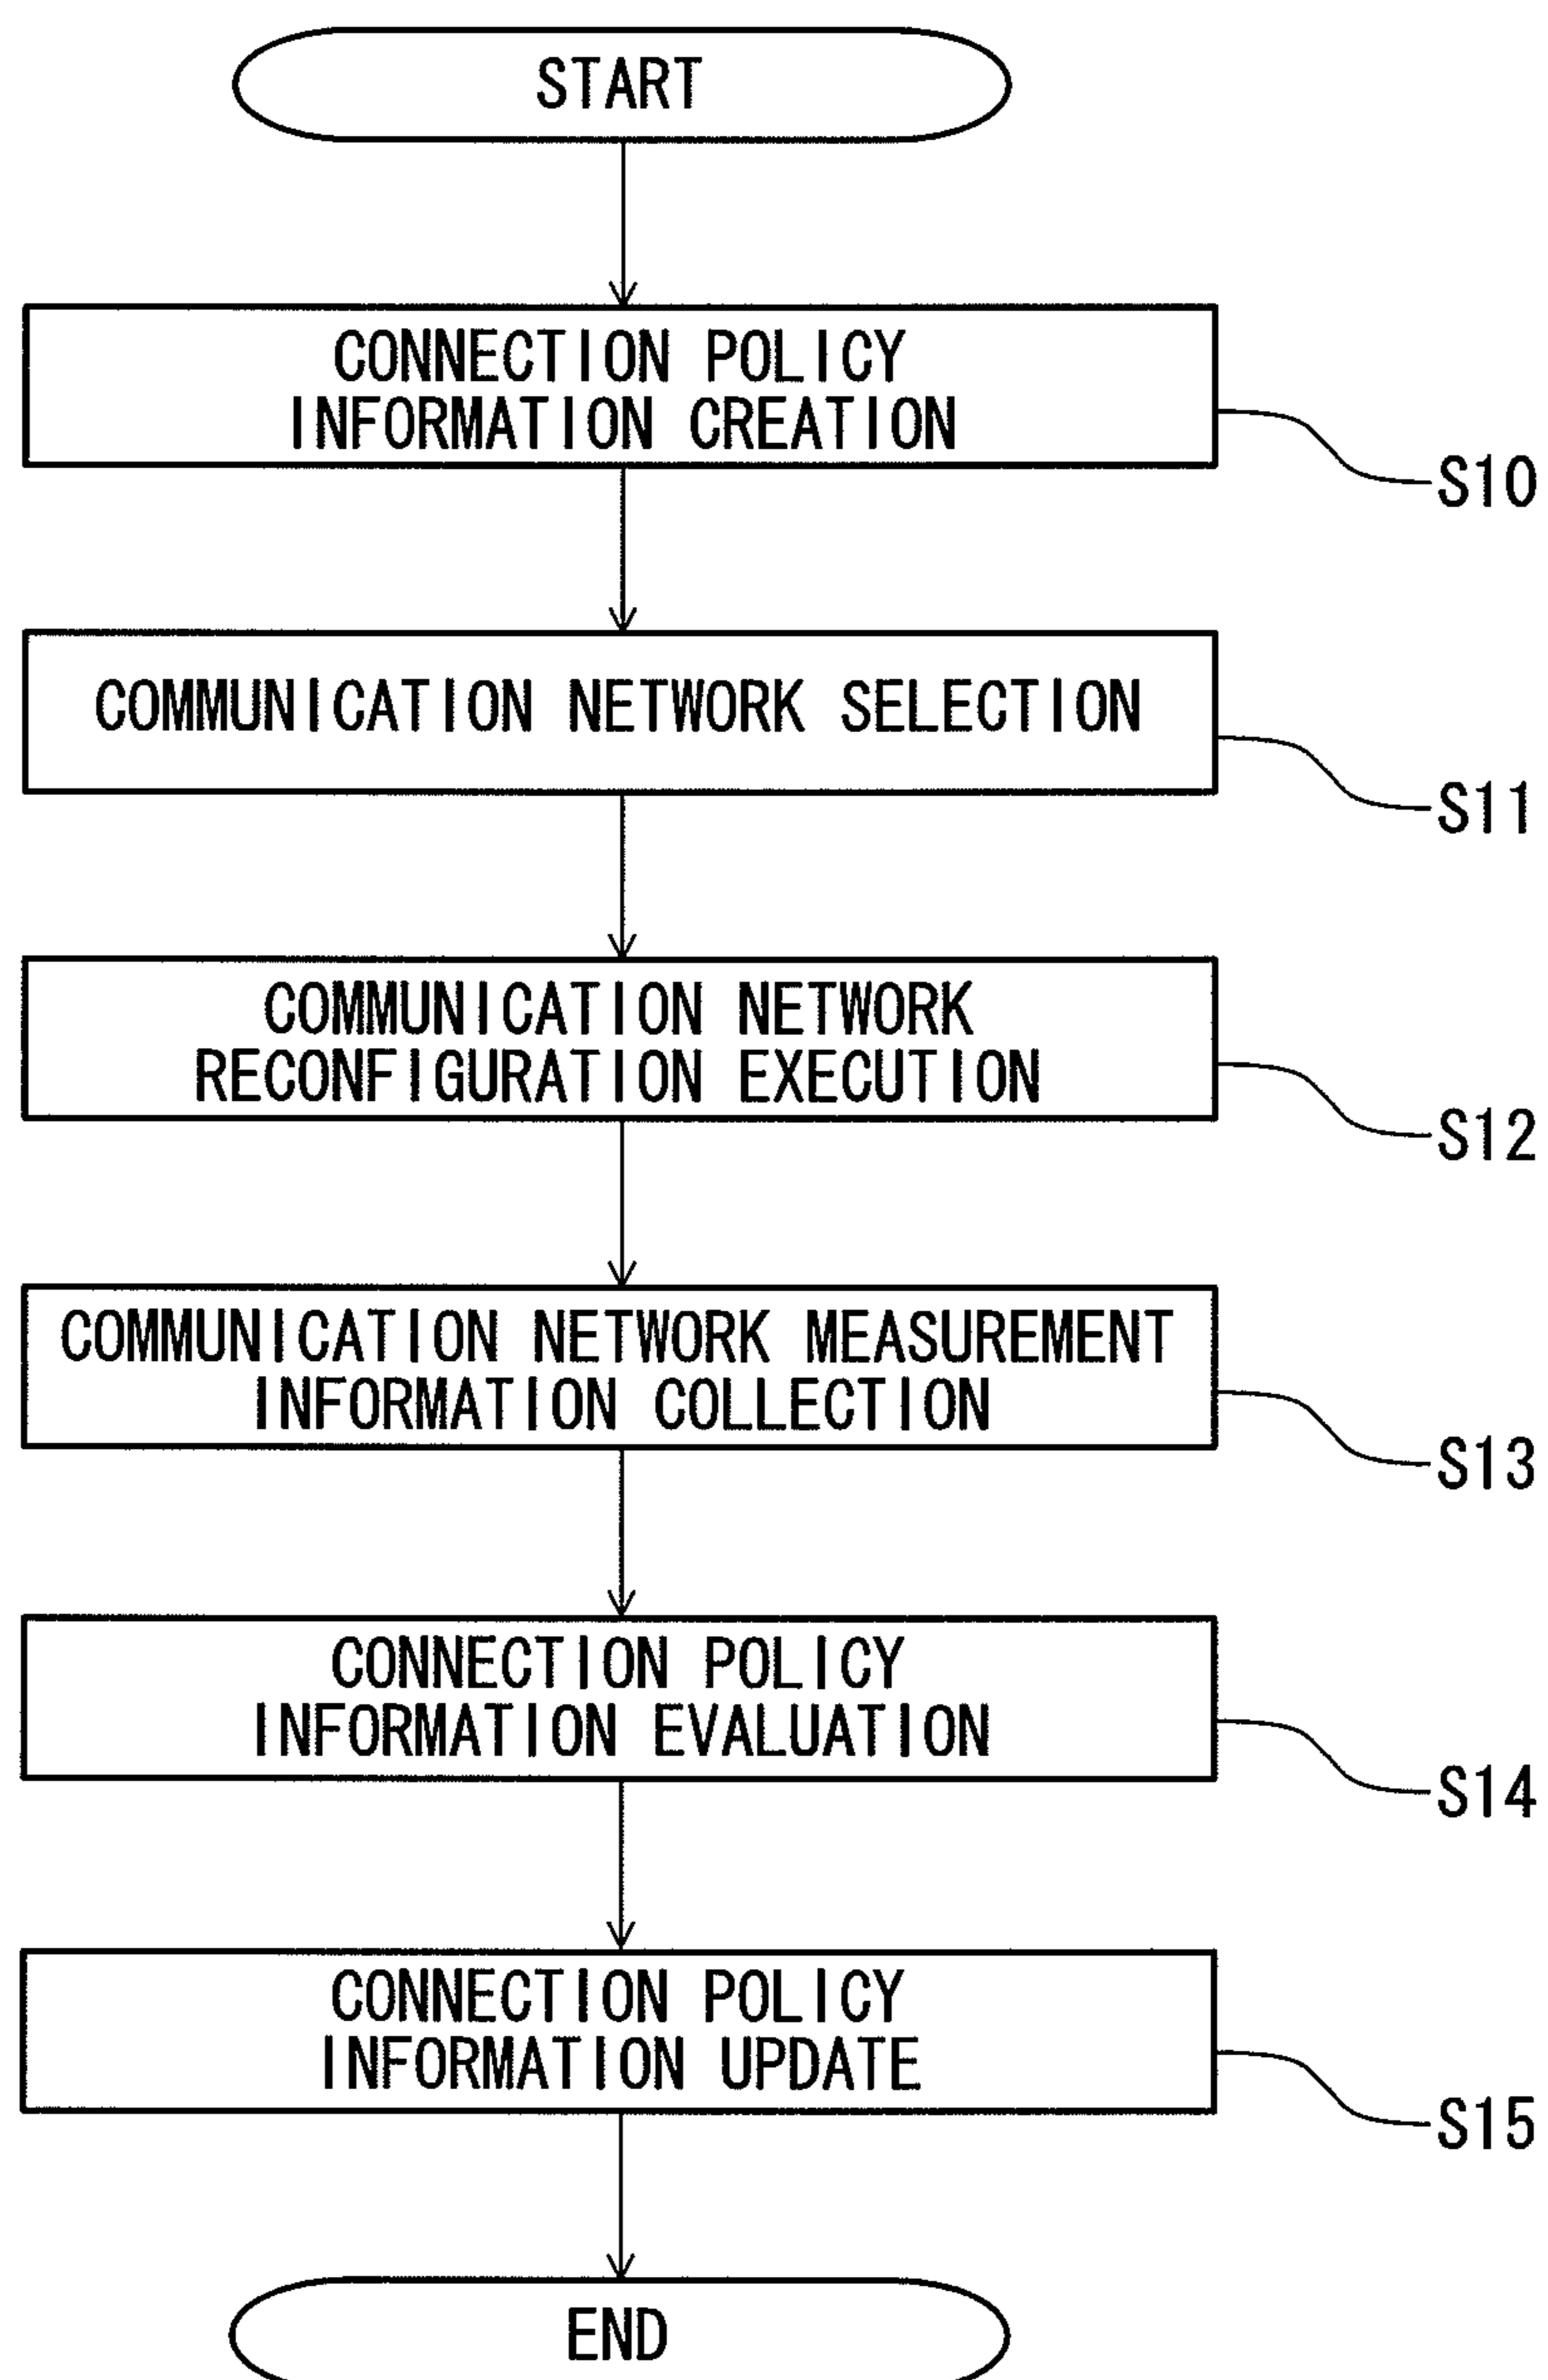 START
CONNECTION POLICY
INFORMATION CREATION
S10
COMMUNICATION NETWORK SELECTION
S11
COMMUNICATION NETWORK
RECONFIGURATION EXECUTION
S12
COMMUNICATION NETWORK MEASUREMENT
INFORMATION COLLECTION
S13
CONNECTION POLICY
INFORMATION EVALUATION
S14
CONNECTION POLICY
INFORMATION UPDATE
S15
END